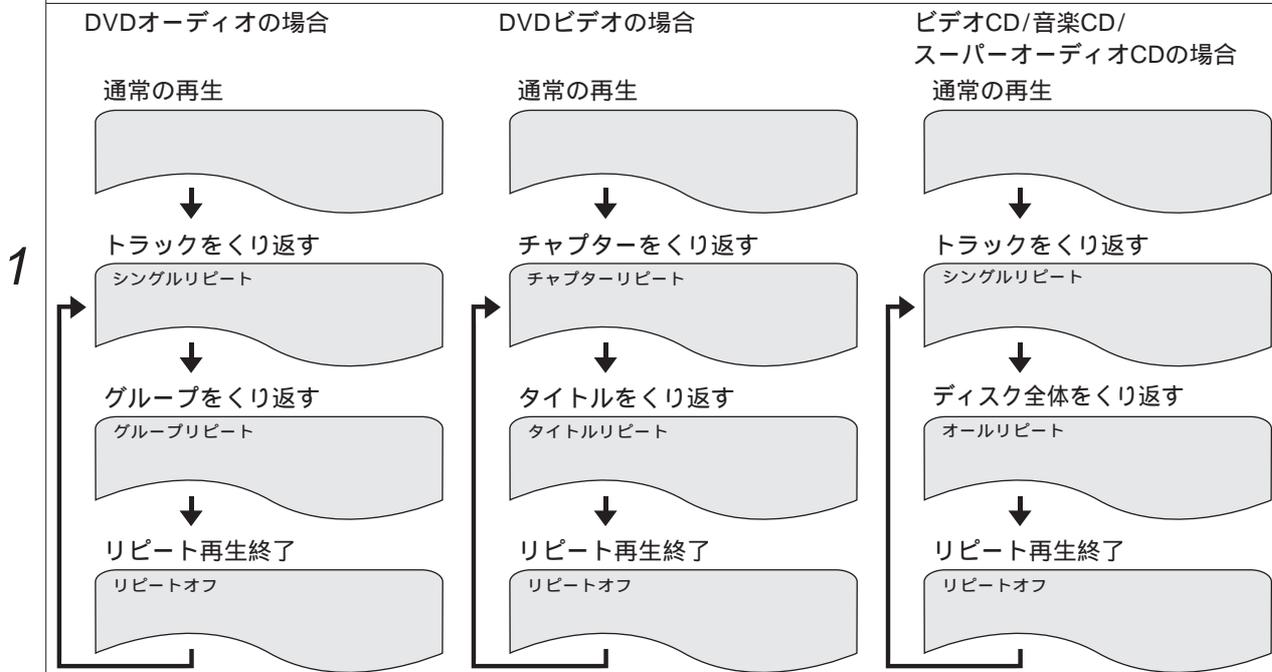 1
DVDオーディオの場合
通常の再生
トラックをくり返す
シングルリピート
グループをくり返す
グループリピート
リピート再生終了
リピートオフ
DVDビデオの場合
通常の再生
チャプターをくり返す
チャプターリピート
タイトルをくり返す
タイトルリピート
リピート再生終了
リピートオフ
ビデオCD/音楽CD/
スーパーオーディオCDの場合
通常の再生
トラックをくり返す
シングルリピート
ディスク全体をくり返す
オールリピート
リピート再生終了
リピートオフ